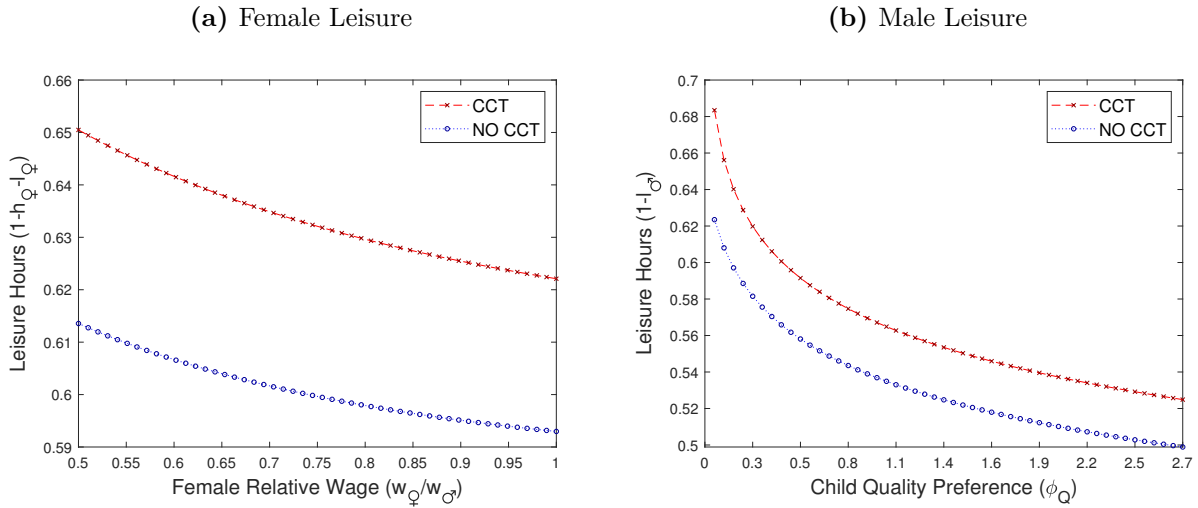 (a) Female Leisure
0.66
0.65
0.64
0.63
0.62
0.61
0.6
0.59
0.5 0.55 0.6 0.65 0.7 0.75 0.8 0.85 0.9 0.95 1
Leisure Hours (1-h♀-l♀)
Female Relative Wage (w♀/w♂)
CCT
NO CCT
(b) Male Leisure
0.7
0.68
0.66
0.64
0.62
0.6
0.58
0.56
0.54
0.52
0.5
0 0.3 0.5 0.8 1.1 1.4 1.6 1.9 2.2 2.5 2.7
Leisure Hours (1-l♂)
Child Quality Preference (ϕQ)
CCT
NO CCT